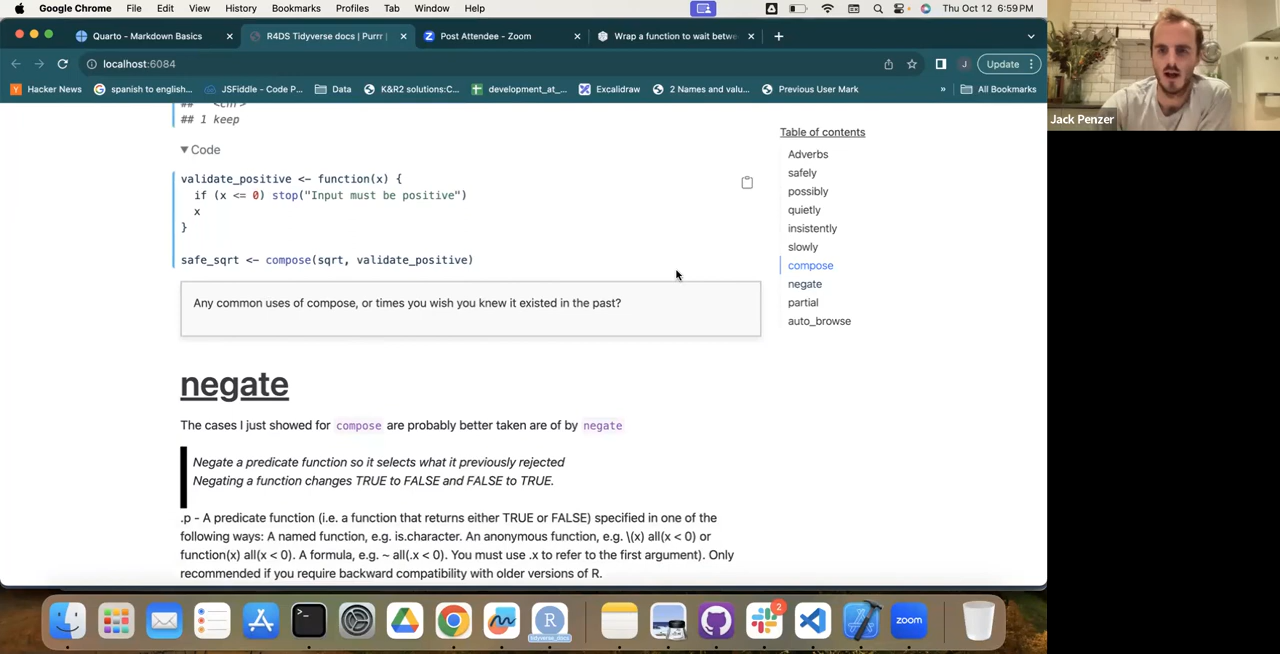 Google Chrome File Edit View History Bookmarks Profiles Tab Window Help Thu Oct 12 6:59 PM
Quarto - Markdown Basics R4DS Tidyverse docs | Purrr | Post Attendee - Zoom Wrap a function to wait betwe
localhost:6084 J Update
Hacker News spanish to english... JSFiddle - Code P... Data K&R2 solutions:C... development_at_... Excalidraw 2 Names and valu... Previous User Mark » All Bookmarks
## <chr>
## 1 keep
Code
validate_positive <- function(x) {
if (x <= 0) stop("Input must be positive")
x
}
safe_sqrt <- compose(sqrt, validate_positive)
Any common uses of compose, or times you wish you knew it existed in the past?
negate
The cases I just showed for compose are probably better taken are of by negate
Negate a predicate function so it selects what it previously rejected
Negating a function changes TRUE to FALSE and FALSE to TRUE.
.p - A predicate function (i.e. a function that returns either TRUE or FALSE) specified in one of the
following ways: A named function, e.g. is.character. An anonymous function, e.g. \(x) all(x < 0) or
function(x) all(x < 0). A formula, e.g. ~ all(.x < 0). You must use .x to refer to the first argument). Only
recommended if you require backward compatibility with older versions of R.
Table of contents
Adverbs
safely
possibly
quietly
insistently
slowly
compose
negate
partial
auto_browse
Jack Penzer
R
tidyverse_docs
2
zoom